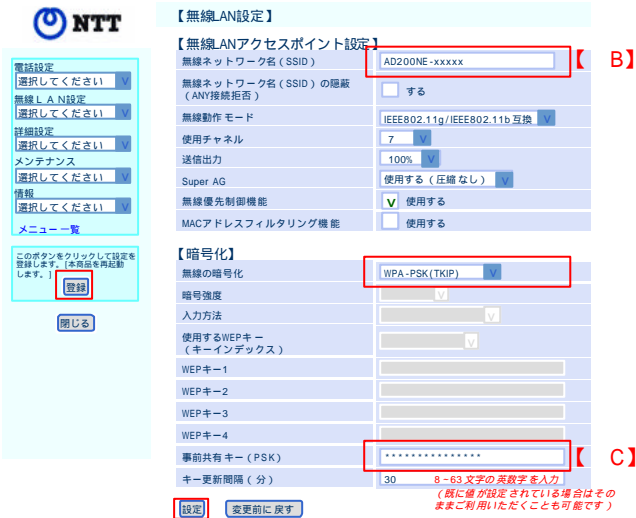 NTT
電話設定
選択してください V
無線ＬＡＮ設定
選択してください V
詳細設定
選択してください V
メンテナンス
選択してください V
情報
選択してください V
メニュー一覧
このボタンをクリックして設定を
登録します。[本商品を再起動
します。]
登録
閉じる
【無線LAN設定】
【無線LANアクセスポイント設定】
無線ネットワーク名（SSID） AD200NE-xxxxx 【 B】
無線ネットワーク名（SSID）の隠蔽
（ANY接続拒否） する
無線動作モード IEEE802.11g/IEEE802.11b互換 V
使用チャネル 7 V
送信出力 100% V
Super AG 使用する（圧縮なし） V
無線優先制御機能 V 使用する
MACアドレスフィルタリング機能 使用する
【暗号化】
無線の暗号化 WPA-PSK(TKIP) V
暗号強度 V
入力方法 V
使用するWEPキー
（キーインデックス） V
WEPキー1
WEPキー2
WEPキー3
WEPキー4
事前共有キー（PSK） *************** 【 C】
キー更新間隔（分） 30 8~63文字の英数字を入力
（既に値が設定されている場合はその
ままご利用いただくことも可能です）
設定 変更前に戻す